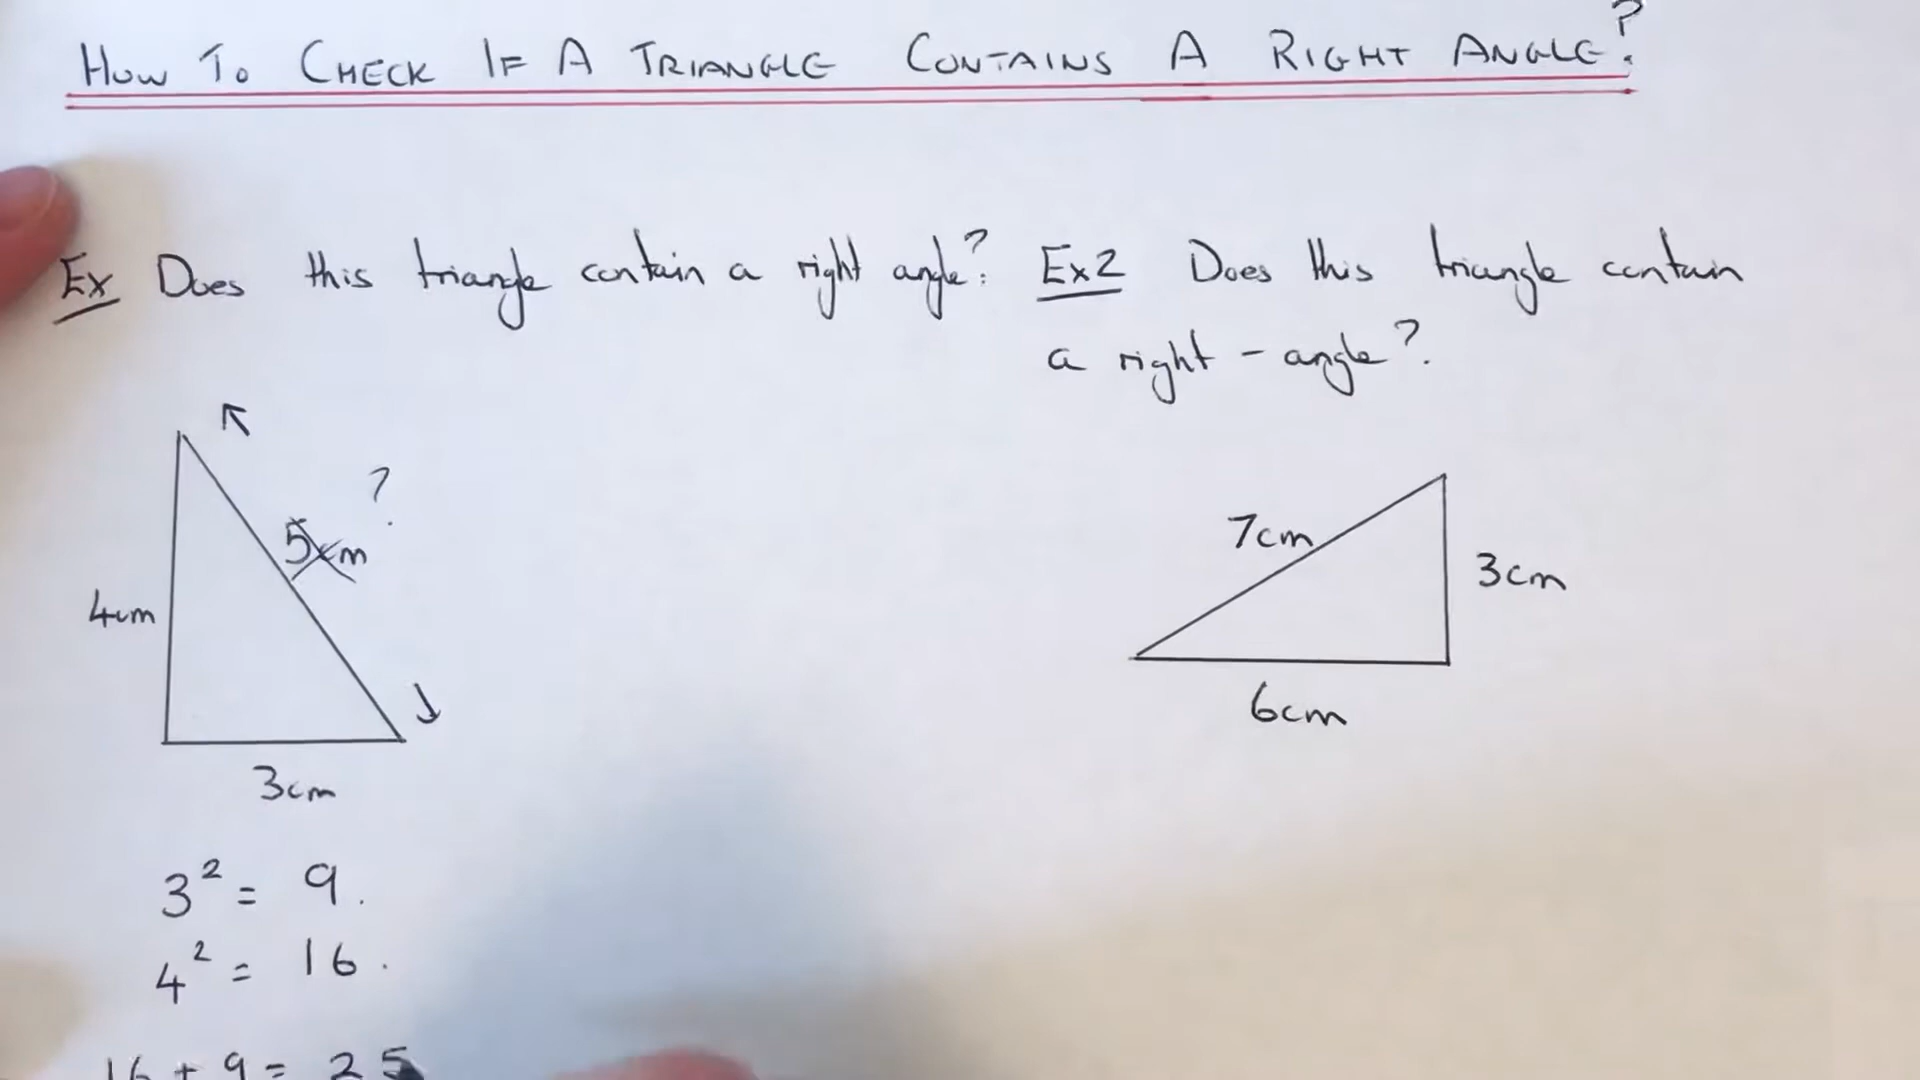 HOW TO CHECK IF A TRIANGLE CONTAINS A RIGHT ANGLE?
Ex Does this triangle contain a right angle?
4cm
5cm
?
3cm
3² = 9.
4² = 16.
16 + 9 = 25
Ex2 Does this triangle contain
a right-angle?
7cm
3cm
6cm